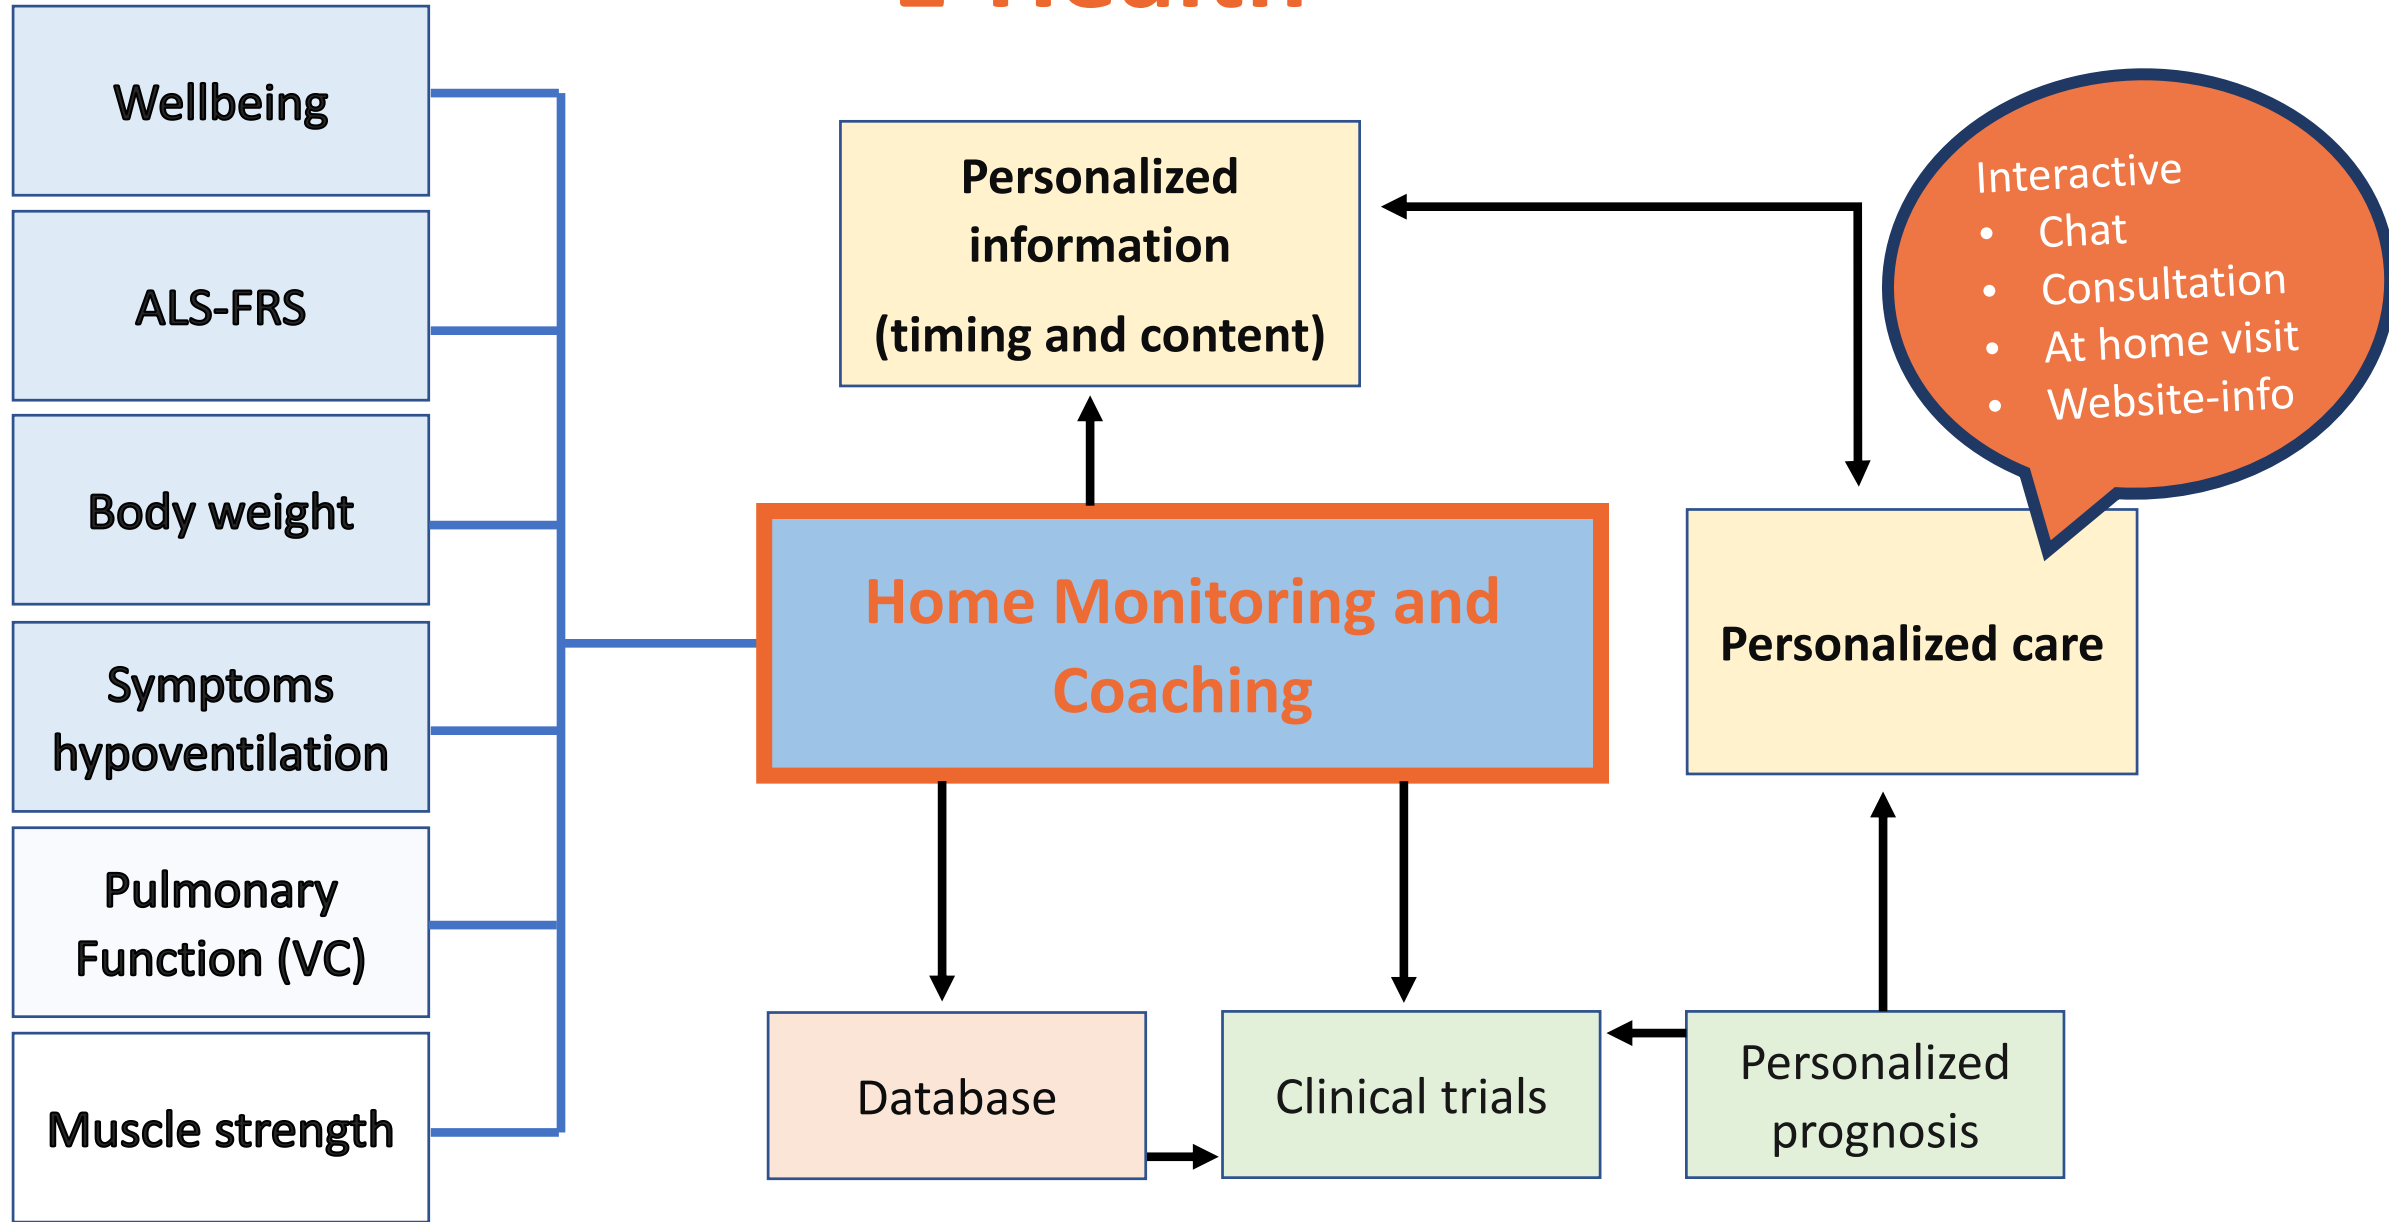 E-Health
Wellbeing
ALS-FRS
Body weight
Symptoms
hypoventilation
Pulmonary
Function (VC)
Muscle strength
Personalized
information
(timing and content)
Home Monitoring and
Coaching
Database
Clinical trials
Personalized
prognosis
Personalized care
Interactive
• Chat
• Consultation
• At home visit
• Website-info